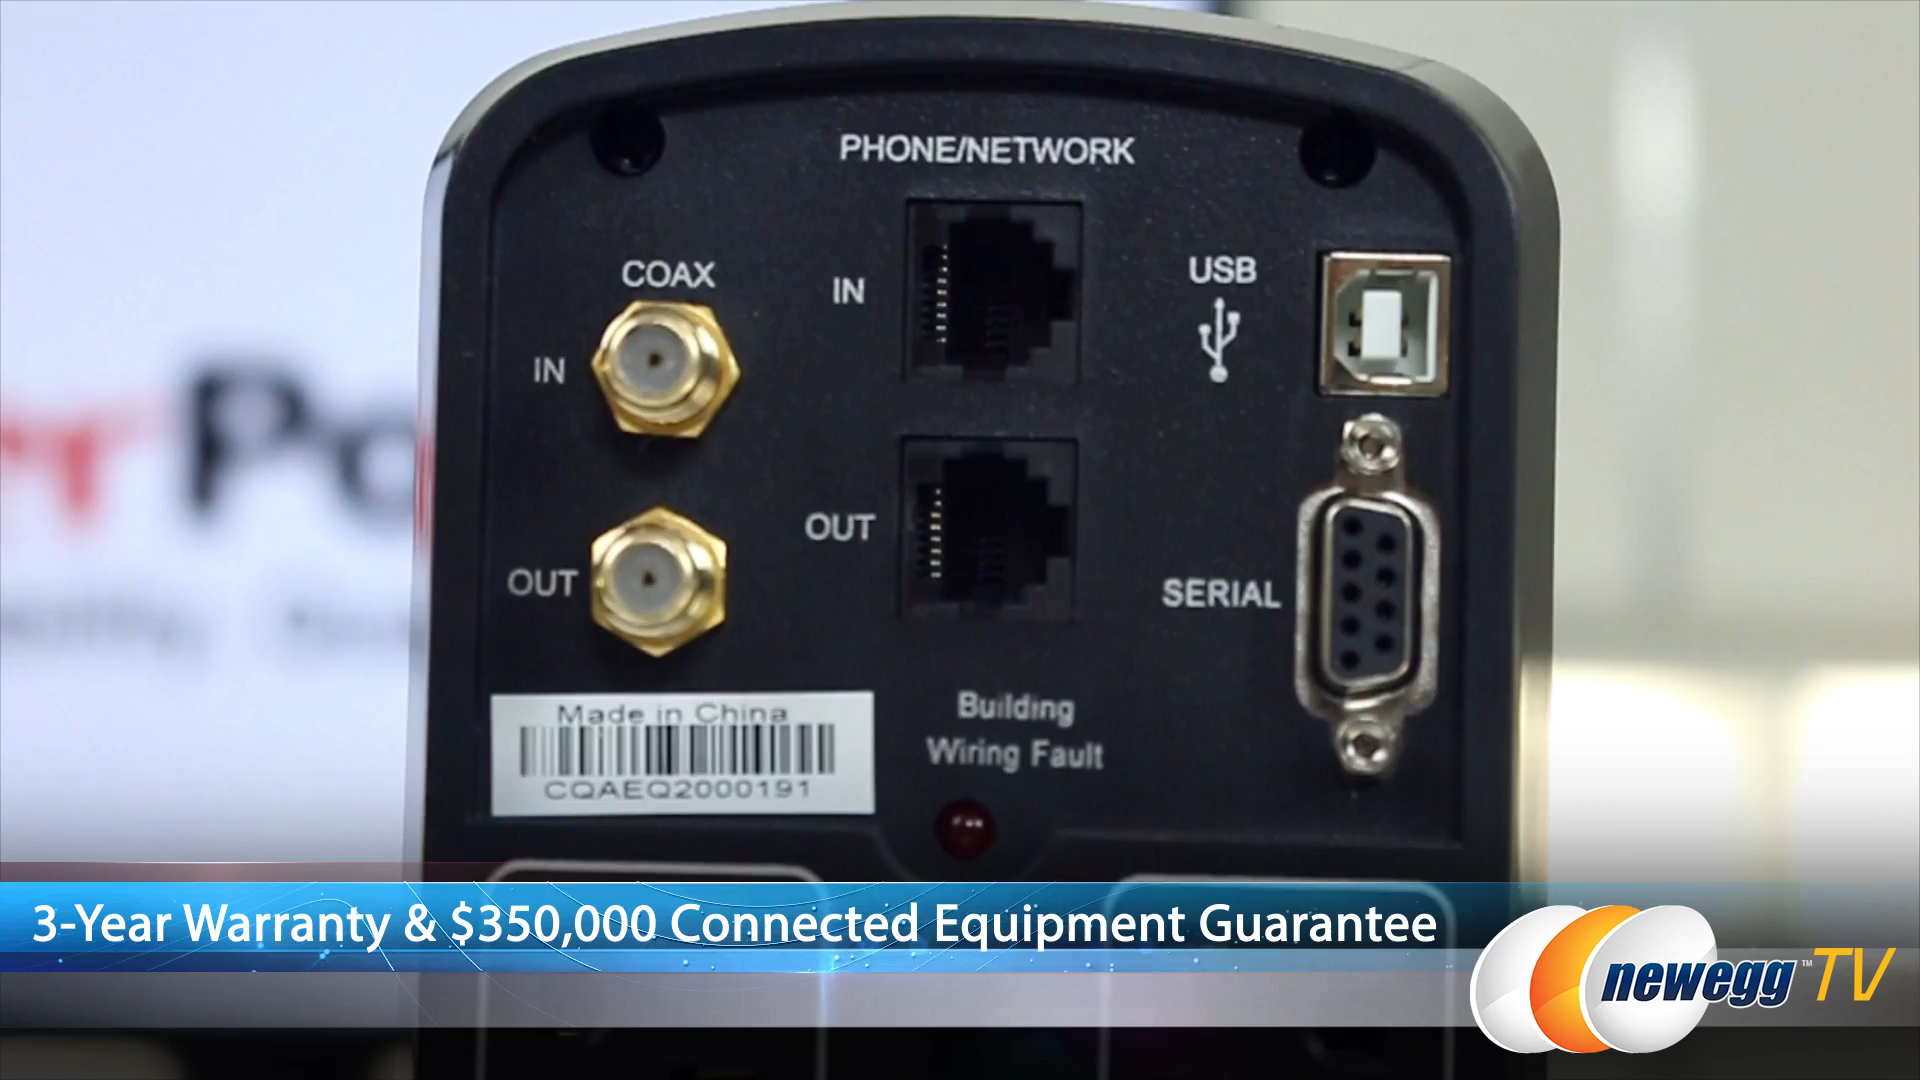 PHONE/NETWORK
COAX
IN
OUT
IN
OUT
USB
SERIAL
Made in China
CQAEQ2000191
Building
Wiring Fault
3-Year Warranty & $350,000 Connected Equipment Guarantee
newegg™ TV